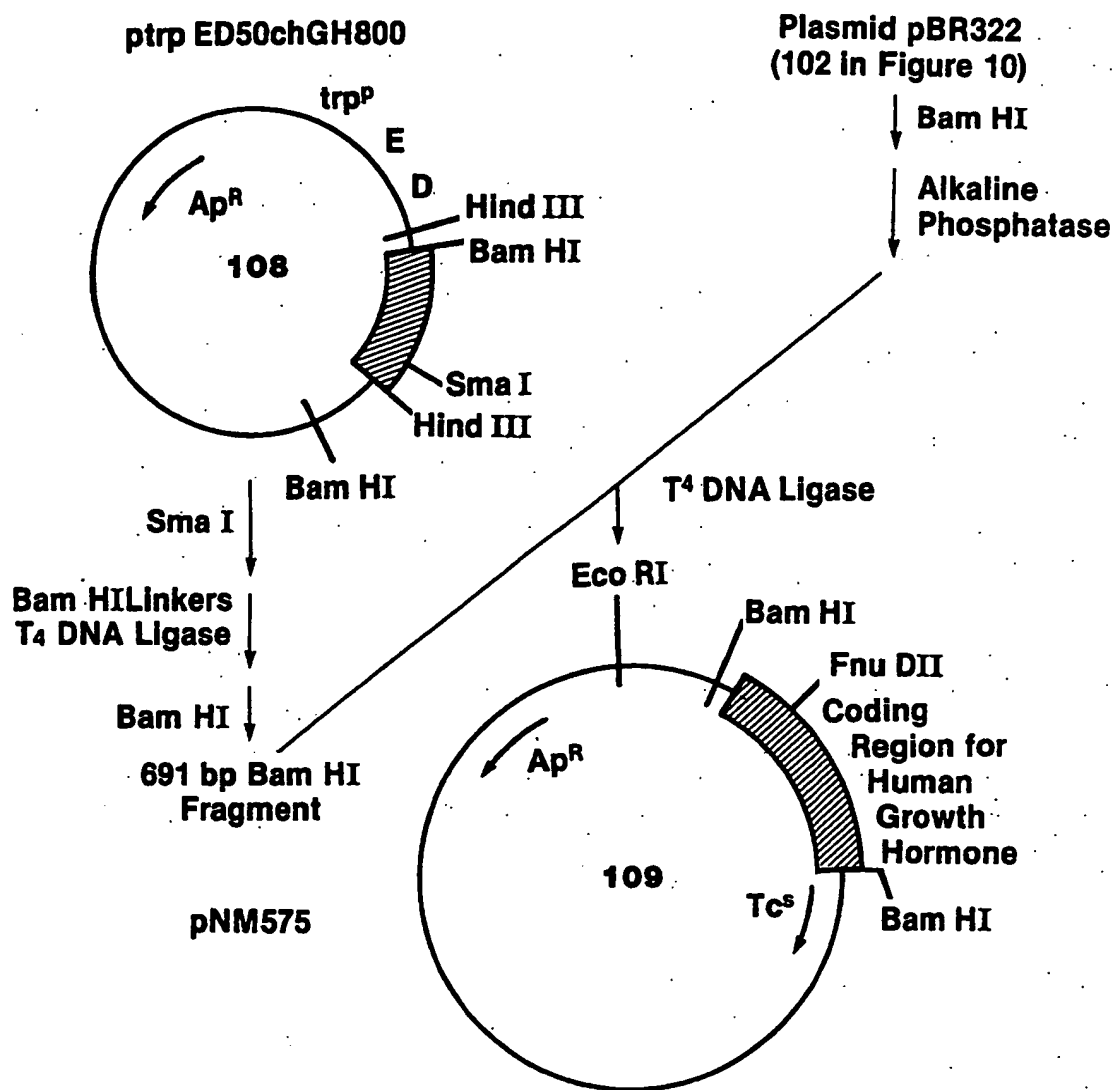 ptrp ED50chGH800
trpᵖ
E
D
Hind III
Bam HI
Apᴿ
108
Sma I
Hind III
Bam HI
Sma I
Bam HILinkers
T₄ DNA Ligase
Bam HI
691 bp Bam HI
Fragment
Plasmid pBR322
(102 in Figure 10)
Bam HI
Alkaline
Phosphatase
T⁴ DNA Ligase
Eco RI
Bam HI
Fnu DII
Coding
Region for
Human
Growth
Hormone
Apᴿ
109
Tcˢ
Bam HI
pNM575